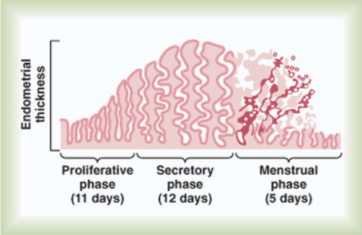 Endometrial
thickness
Proliferative
phase
(11 days)
Secretory
phase
(12 days)
Menstrual
phase
(5 days)